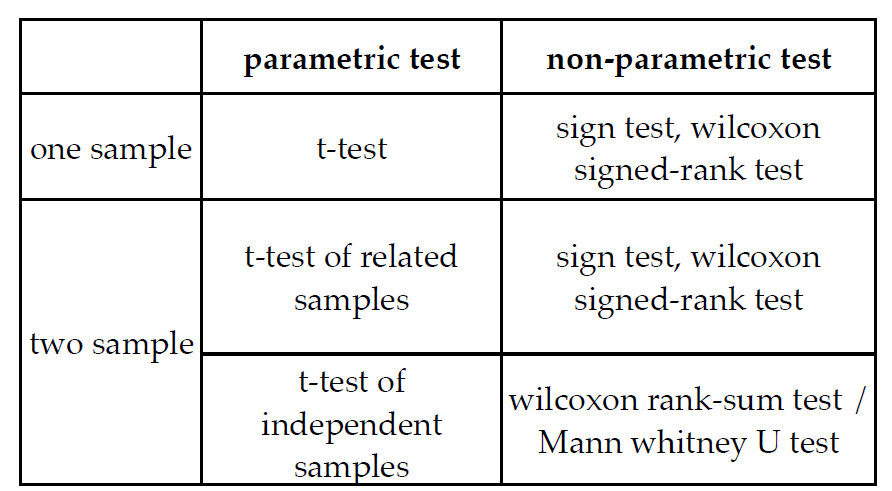 parametric test
non-parametric test
one sample
t-test
sign test, wilcoxon
signed-rank test
two sample
t-test of related
samples
sign test, wilcoxon
signed-rank test
t-test of
independent
samples
wilcoxon rank-sum test /
Mann whitney U test